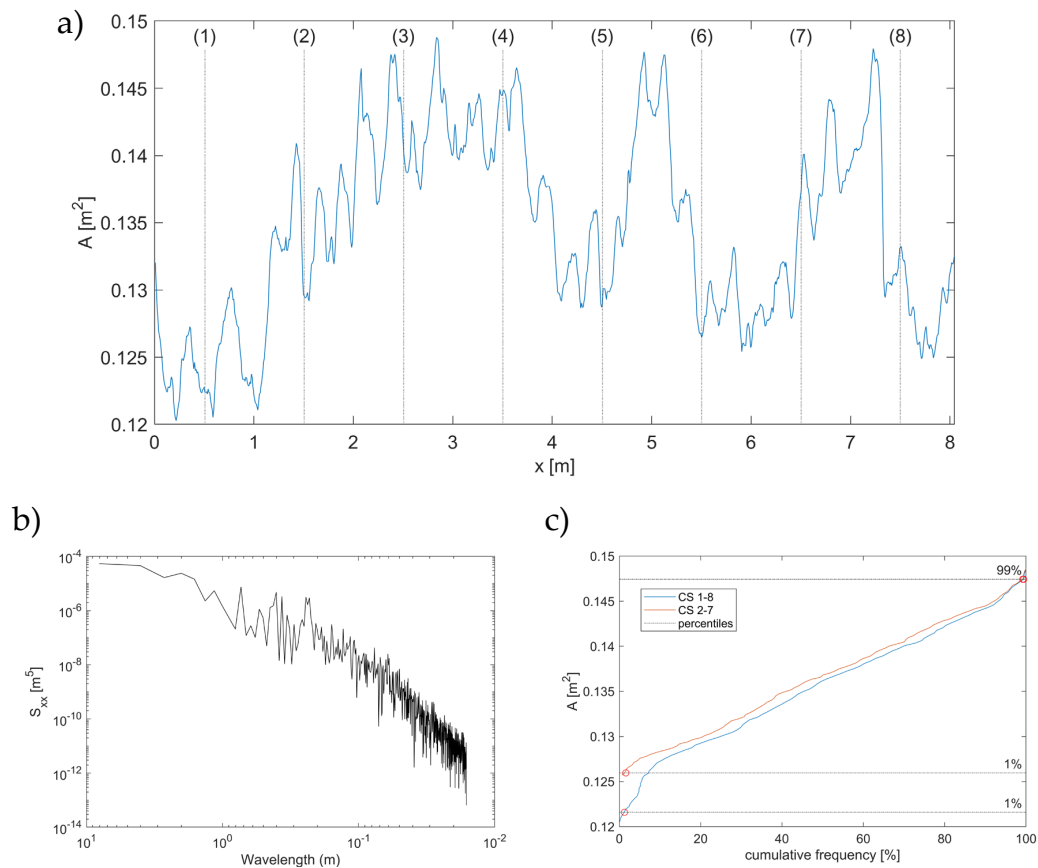 a)
(1) (2) (3) (4) (5) (6) (7) (8)
0.15
0.145
0.14
0.135
0.13
0.125
0.12
A [m²]
0 1 2 3 4 5 6 7 8
x [m]
b)
10⁻⁴
10⁻⁶
10⁻⁸
10⁻¹⁰
10⁻¹²
10⁻¹⁴
Sxx [m⁵]
10¹ 10⁰ 10⁻¹ 10⁻²
Wavelength (m)
c)
0.15
0.145
0.14
0.135
0.13
0.125
0.12
A [m²]
99%
CS 1-8
CS 2-7
percentiles
1%
1%
0 20 40 60 80 100
cumulative frequency [%]